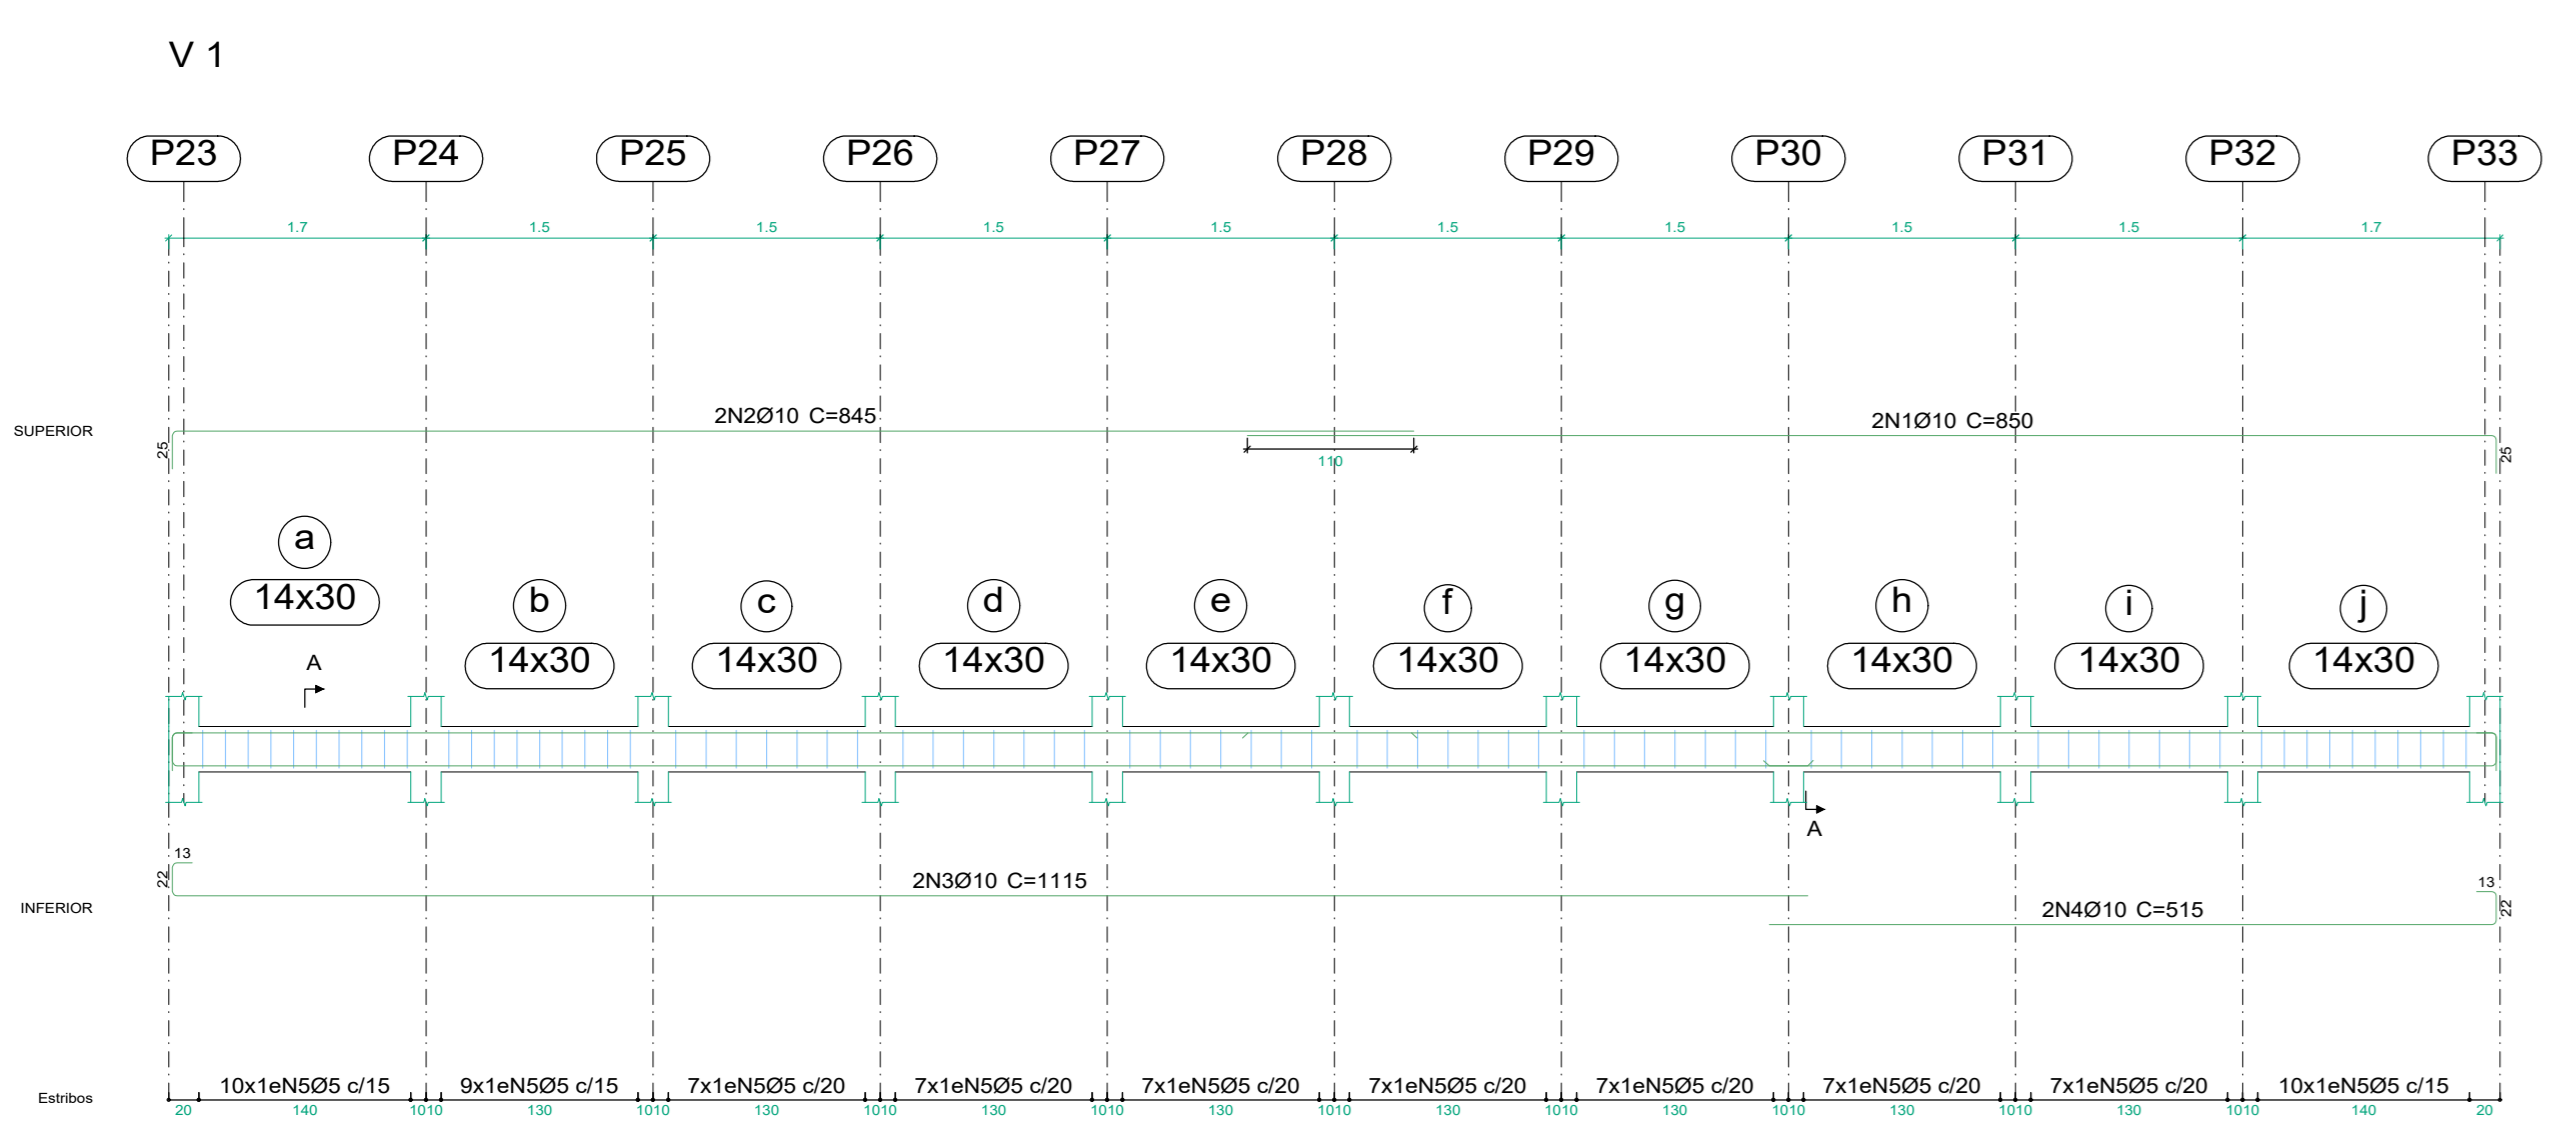 V 1
P23 P24 P25 P26 P27 P28 P29 P30 P31 P32 P33
1.7 1.5 1.5 1.5 1.5 1.5 1.5 1.5 1.5 1.7
2N2Ø10 C=845
2N1Ø10 C=850
SUPERIOR
25
110
25
a
14x30
b c d e f g h i j
14x30 14x30 14x30 14x30 14x30 14x30 14x30 14x30 14x30
A
A
13
22
2N3Ø10 C=1115
INFERIOR
13
22
2N4Ø10 C=515
Estribos
10x1eN5Ø5 c/15 9x1eN5Ø5 c/15 7x1eN5Ø5 c/20 7x1eN5Ø5 c/20 7x1eN5Ø5 c/20 7x1eN5Ø5 c/20 7x1eN5Ø5 c/20 7x1eN5Ø5 c/20 7x1eN5Ø5 c/20 10x1eN5Ø5 c/15
20 140 1010 130 1010 130 1010 130 1010 130 1010 130 1010 130 1010 130 1010 130 1010 140 20